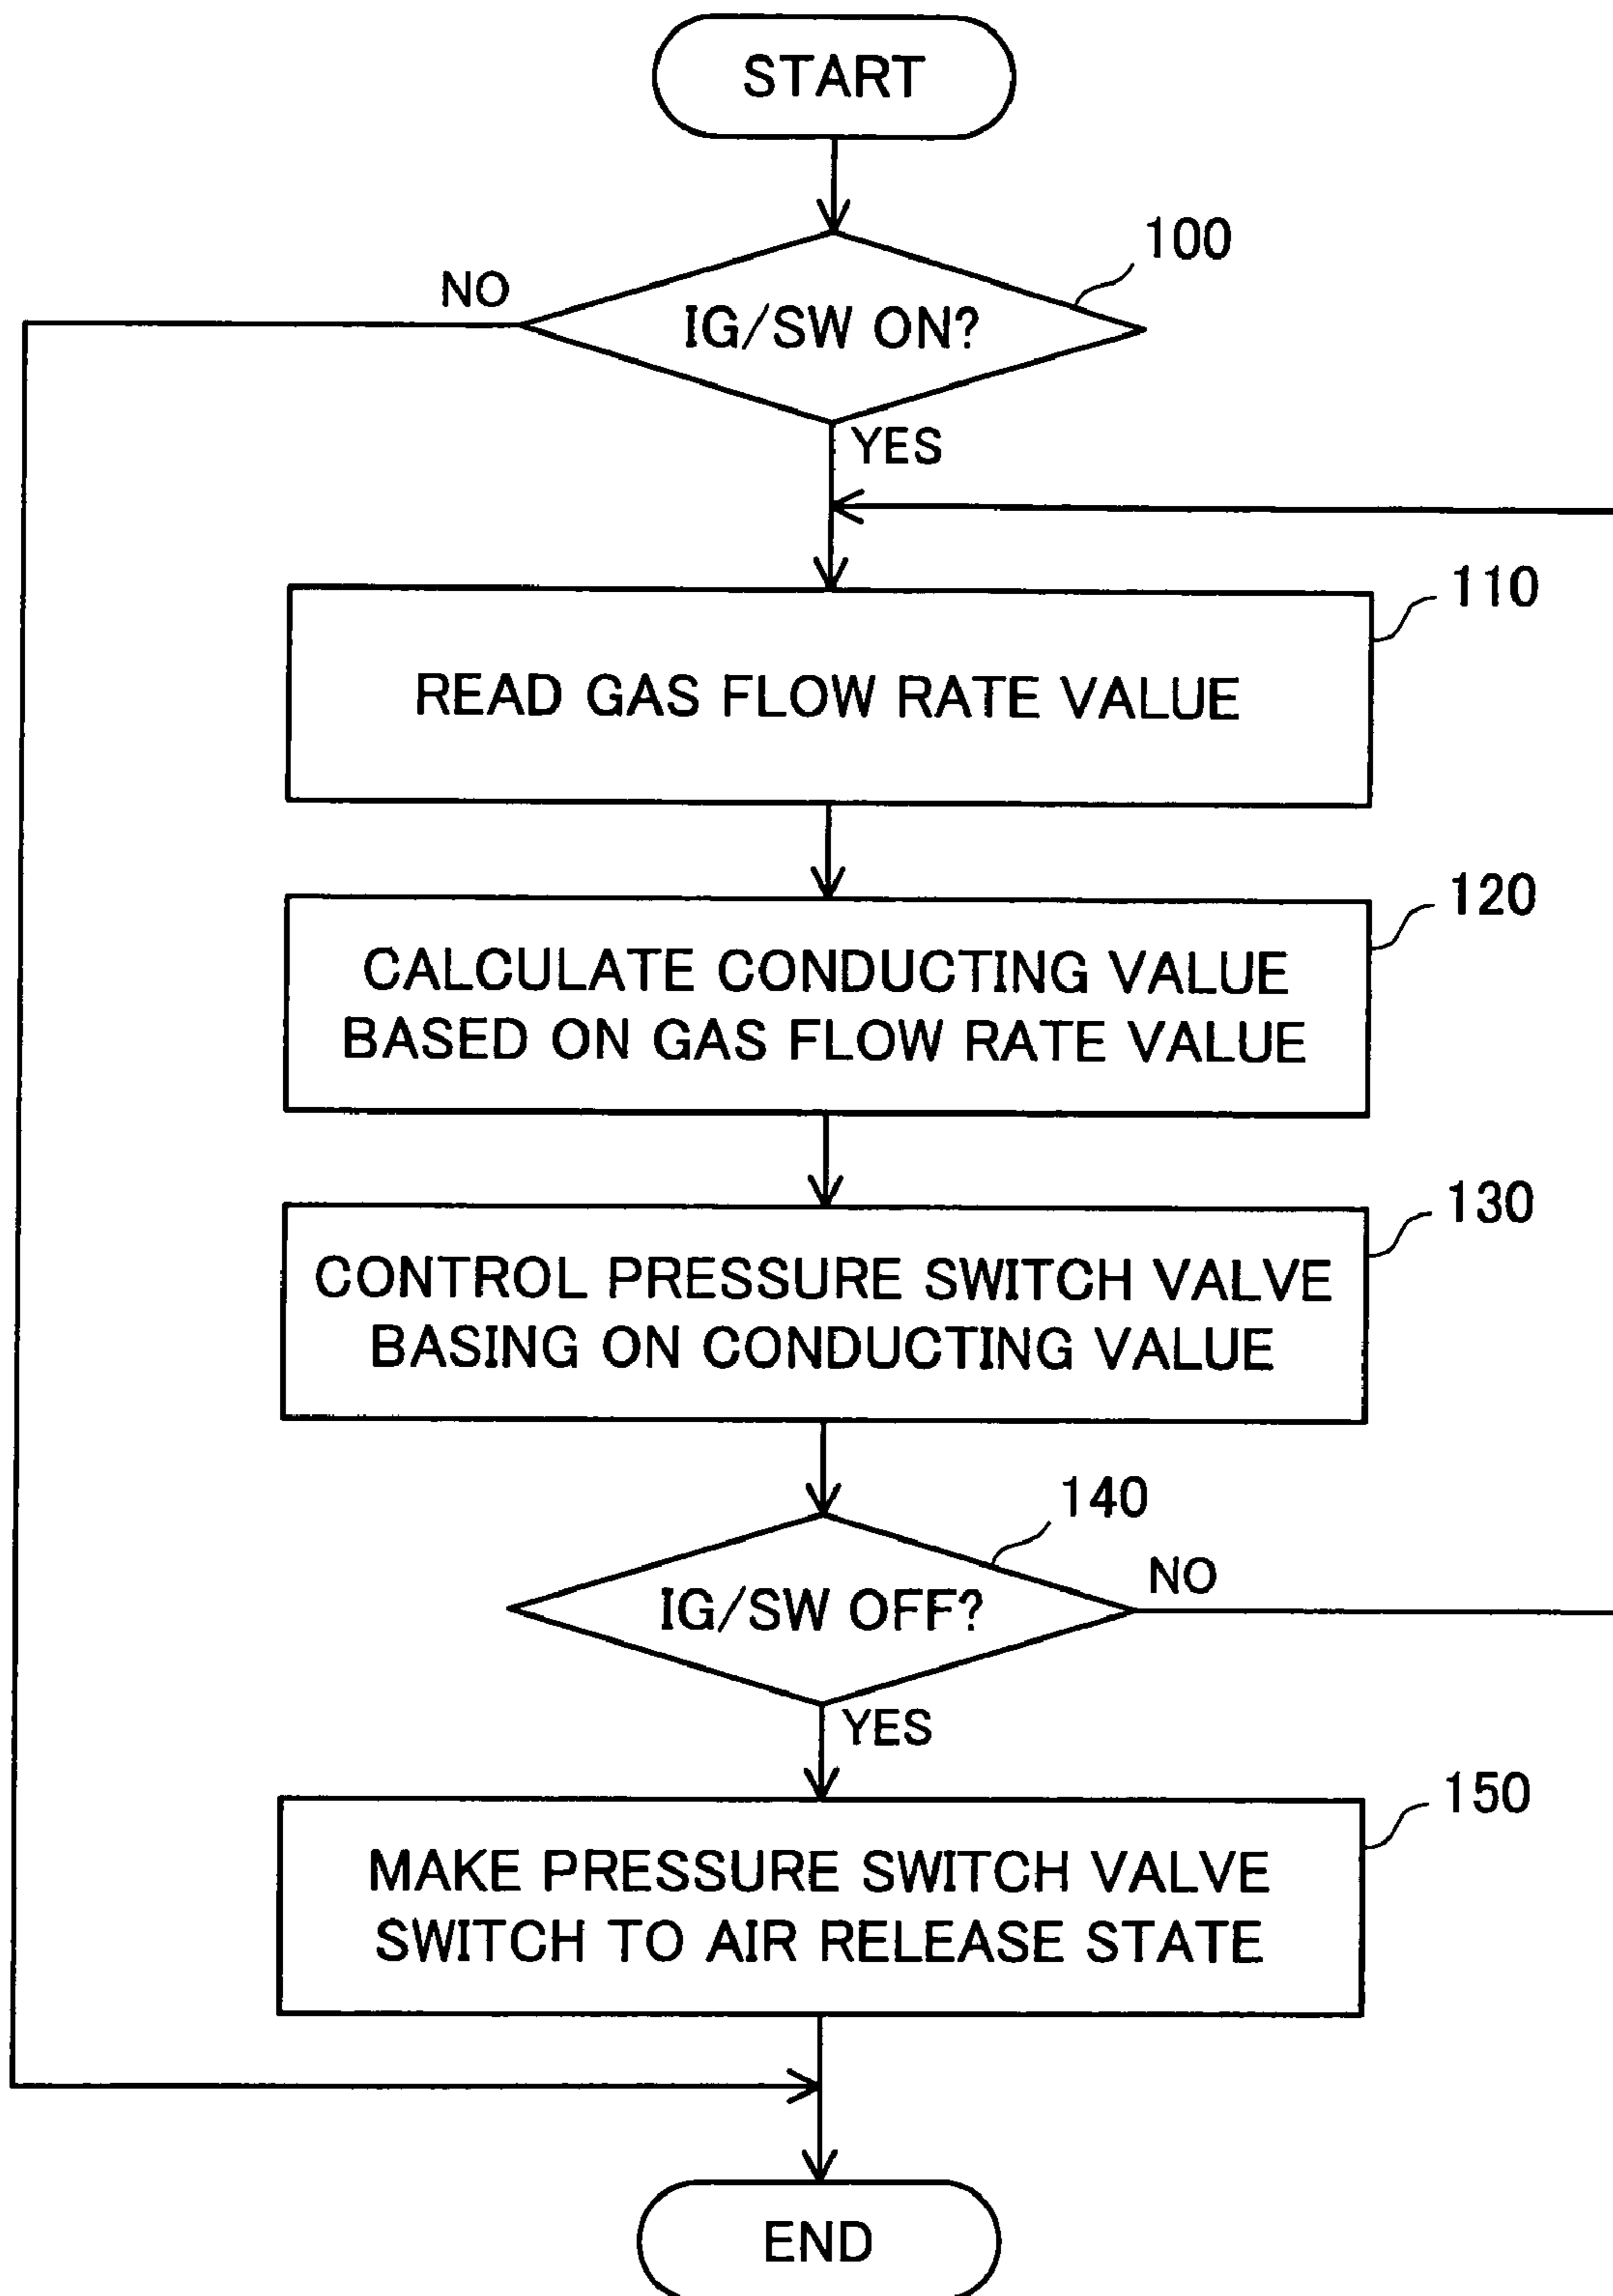 START
100
NO
IG/SW ON?
YES
110
READ GAS FLOW RATE VALUE
120
CALCULATE CONDUCTING VALUE
BASED ON GAS FLOW RATE VALUE
130
CONTROL PRESSURE SWITCH VALVE
BASING ON CONDUCTING VALUE
140
NO
IG/SW OFF?
YES
150
MAKE PRESSURE SWITCH VALVE
SWITCH TO AIR RELEASE STATE
END